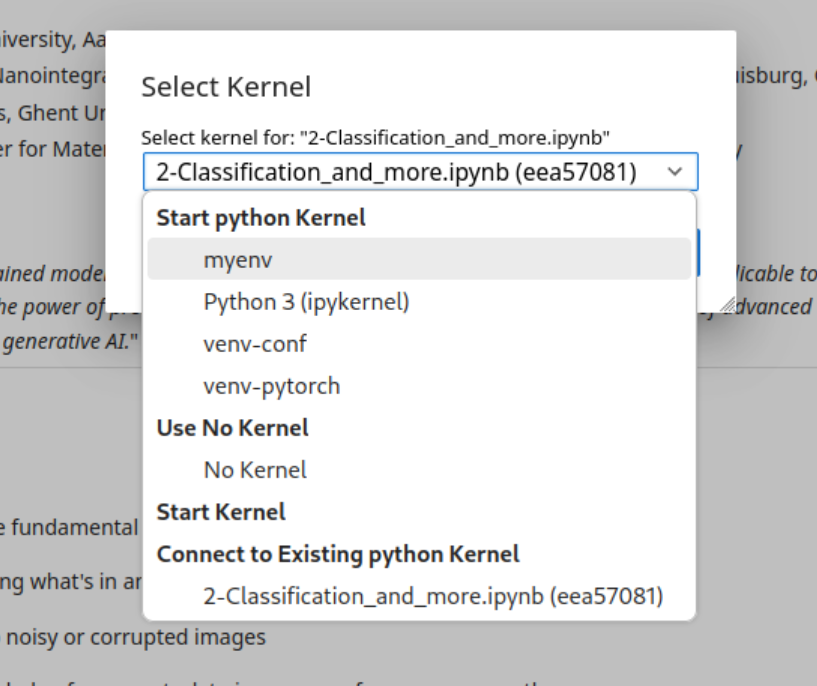 iversity, Aa
Nanointegra
isburg,
s, Ghent Un
er for Mater
y
Select Kernel
Select kernel for: "2-Classification_and_more.ipynb"
2-Classification_and_more.ipynb (eea57081)
Start python Kernel
myenv
Python 3 (ipykernel)
venv-conf
venv-pytorch
Use No Kernel
No Kernel
Start Kernel
Connect to Existing python Kernel
2-Classification_and_more.ipynb (eea57081)
ained mode
licable to
he power of
advanced
generative AI."
e fundamental
ng what's in an
noisy or corrupted images